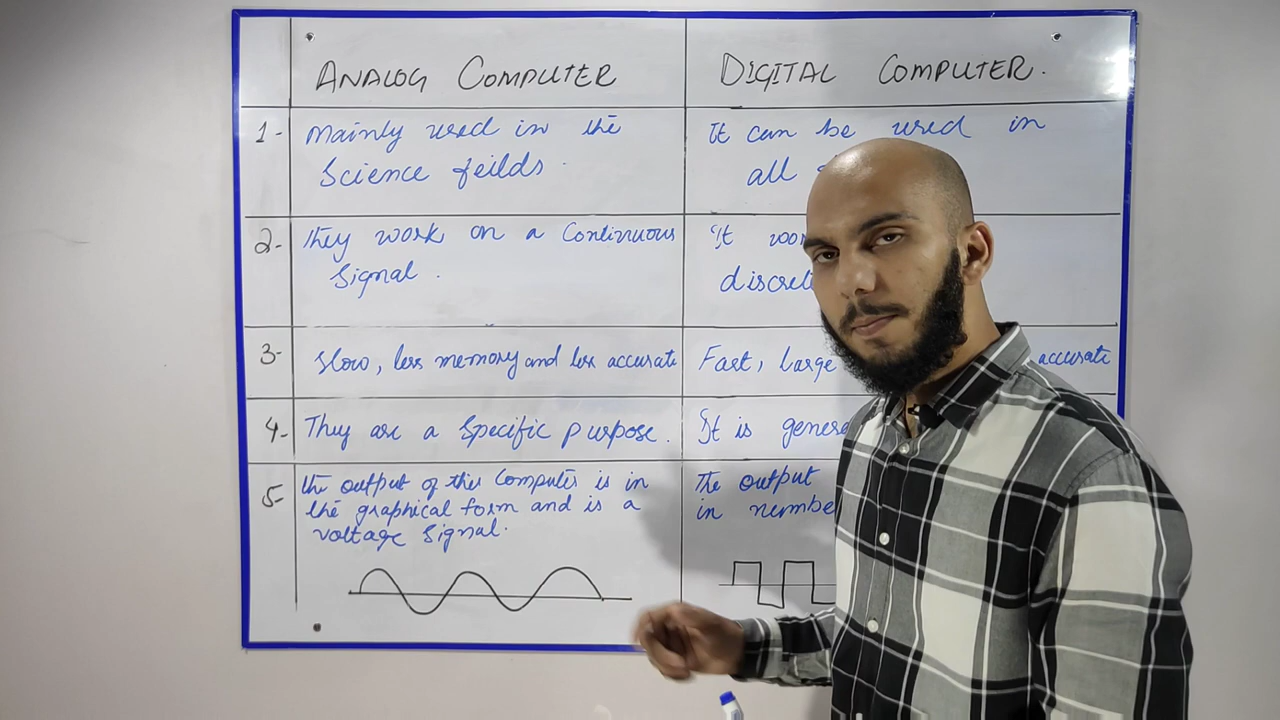 ANALOG COMPUTER
DIGITAL COMPUTER.
1-
Mainly used in the
Science feilds.
It can be used in
all
2-
They work on a Continuous
Signal.
It
3-
Slow, less memory and less accurate
Fast, Large
accurate
4-
They are a Specific purpose.
It is
5-
the output of this Computer is in
the graphical form and is a
voltage Signal.
The output
in